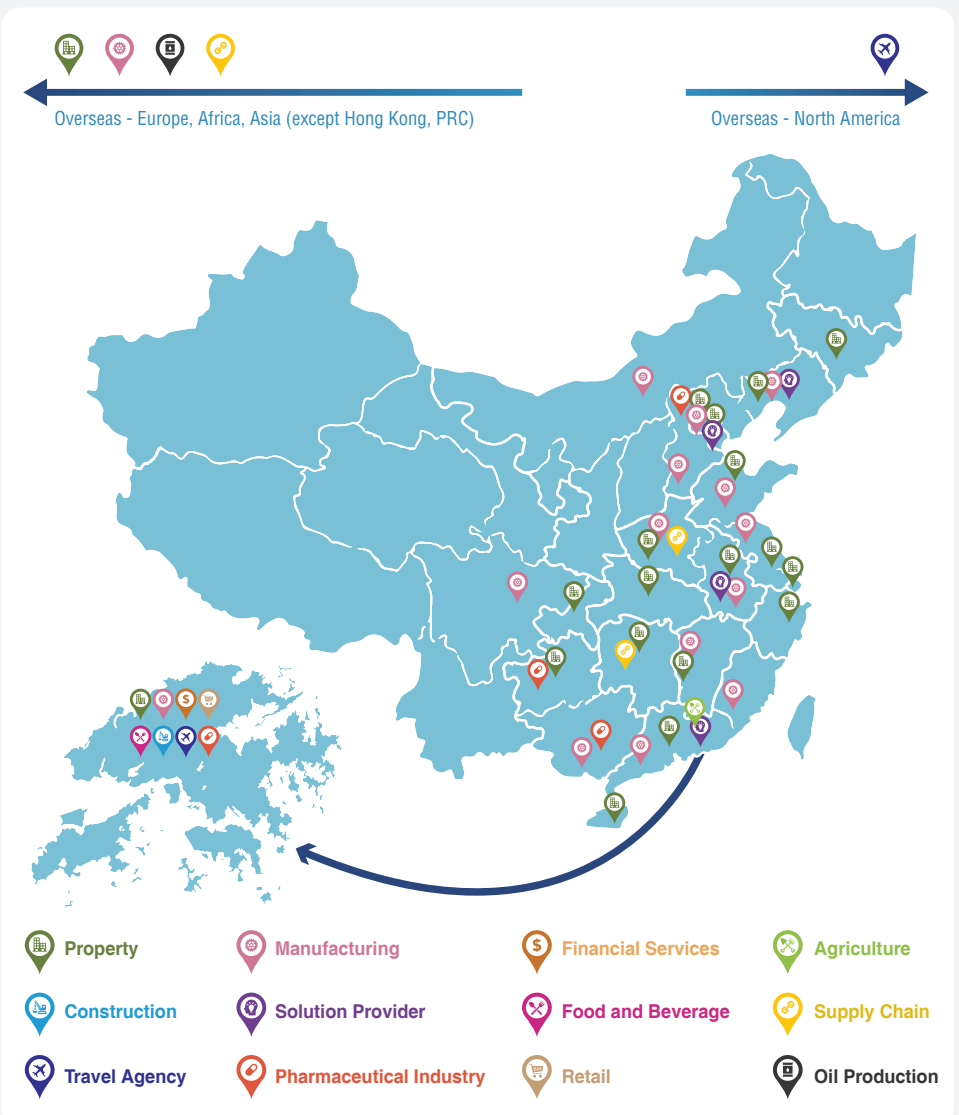 Overseas - Europe, Africa, Asia (except Hong Kong, PRC)
Overseas - North America
$
Property
Manufacturing
$
Financial Services
Agriculture
Construction
Solution Provider
Food and Beverage
Supply Chain
Travel Agency
Pharmaceutical Industry
Retail
Oil Production